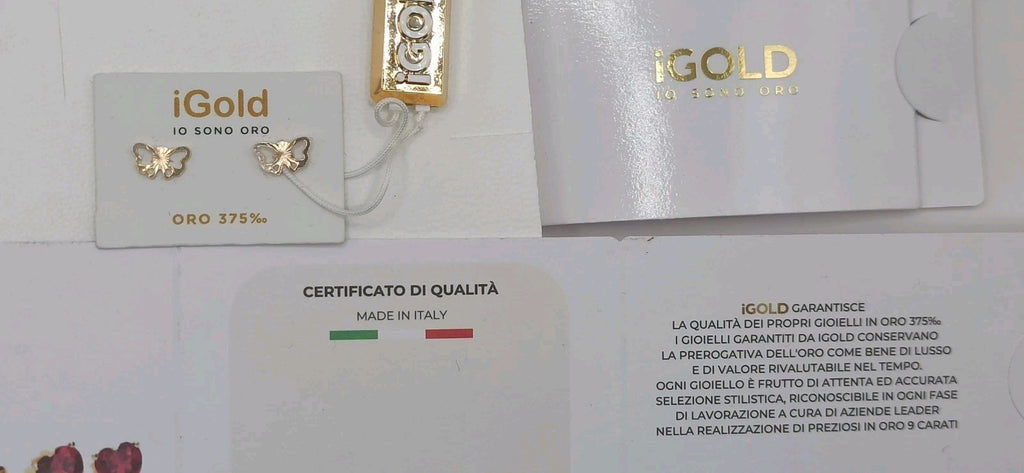 iGold
IO SONO ORO
ORO 375‰
iGOL
iGOLD
IO SONO ORO
CERTIFICATO DI QUALITÀ
MADE IN ITALY
iGOLD GARANTISCE
LA QUALITÀ DEI PROPRI GIOIELLI IN ORO 375‰
I GIOIELLI GARANTITI DA IGOLD CONSERVANO
LA PREROGATIVA DELL'ORO COME BENE DI LUSSO
E DI VALORE RIVALUTABILE NEL TEMPO.
OGNI GIOIELLO È FRUTTO DI ATTENTA ED ACCURATA
SELEZIONE STILISTICA, RICONOSCIBILE IN OGNI FASE
DI LAVORAZIONE A CURA DI AZIENDE LEADER
NELLA REALIZZAZIONE DI PREZIOSI IN ORO 9 CARATI